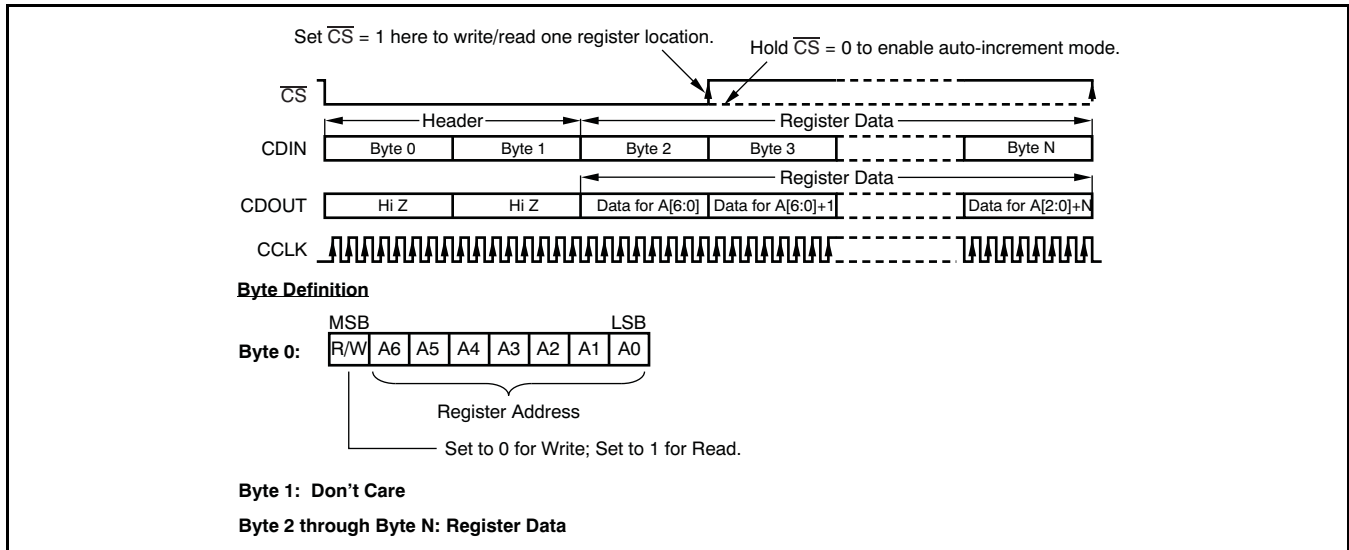 Set C̅S̅ = 1 here to write/read one register location.
Hold C̅S̅ = 0 to enable auto-increment mode.
C̅S̅
Header
Register Data
CDIN
Byte 0
Byte 1
Byte 2
Byte 3
Byte N
Register Data
CDOUT
Hi Z
Hi Z
Data for A[6:0]
Data for A[6:0]+1
Data for A[2:0]+N
CCLK
Byte Definition
MSB
LSB
Byte 0:
R/W
A6
A5
A4
A3
A2
A1
A0
Register Address
Set to 0 for Write; Set to 1 for Read.
Byte 1: Don't Care
Byte 2 through Byte N: Register Data